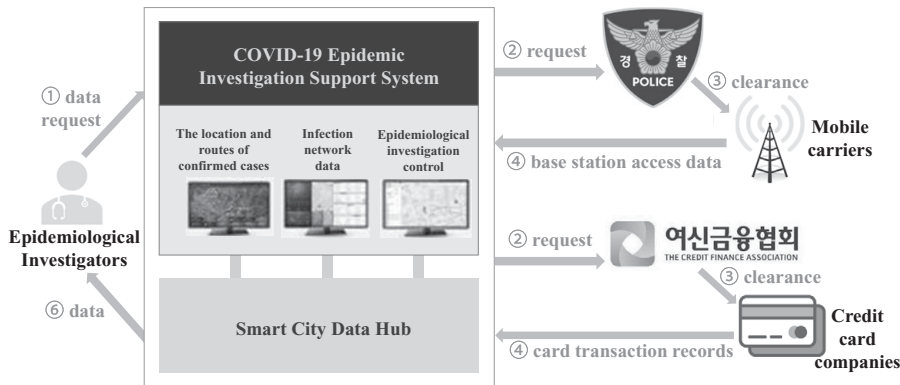 COVID-19 Epidemic
Investigation Support System
① data
request
The location and
routes of
confirmed cases
Infection
network
data
Epidemiological
investigation
control
Epidemiological
Investigators
⑥ data
Smart City Data Hub
② request
경 찰
POLICE
③ clearance
Mobile
carriers
④ base station access data
② request
여신금융협회
THE CREDIT FINANCE ASSOCIATION
③ clearance
Credit
card
companies
④ card transaction records